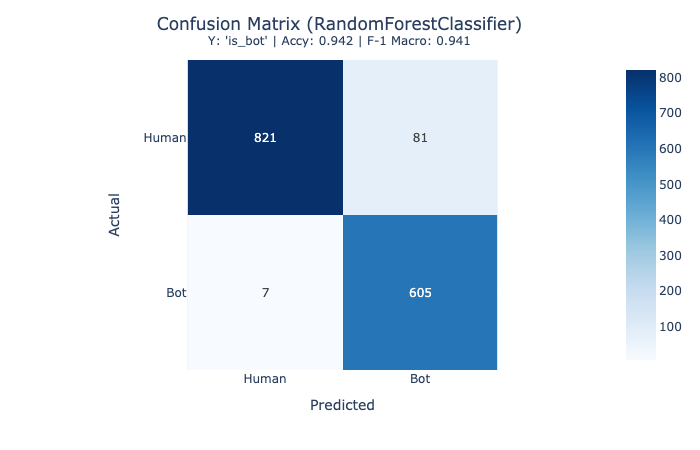 Confusion Matrix (RandomForestClassifier)
Y: 'is_bot' | Accy: 0.942 | F-1 Macro: 0.941
Actual
Human
821
81
Bot
7
605
Human
Bot
Predicted
800
700
600
500
400
300
200
100